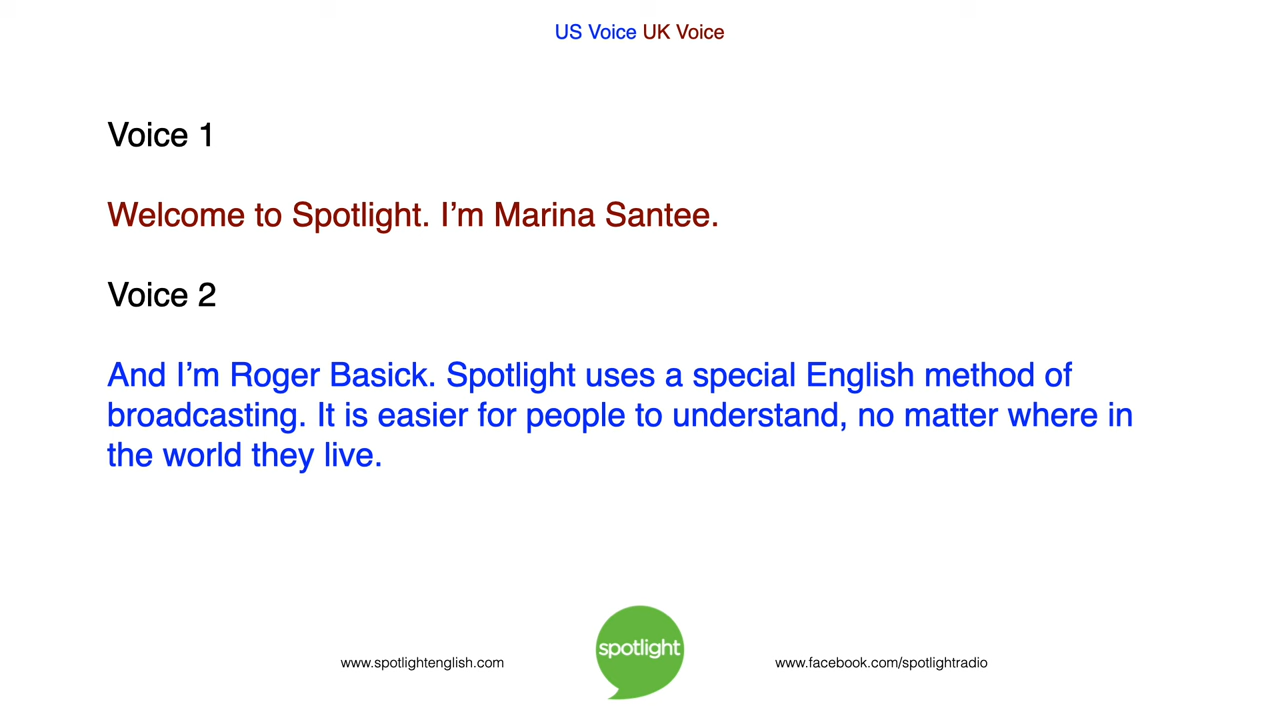 US Voice UK Voice
Voice 1
Welcome to Spotlight. I’m Marina Santee.
Voice 2
And I’m Roger Basick. Spotlight uses a special English method of
broadcasting. It is easier for people to understand, no matter where in
the world they live.
www.spotlightenglish.com
spotlight
www.facebook.com/spotlightradio